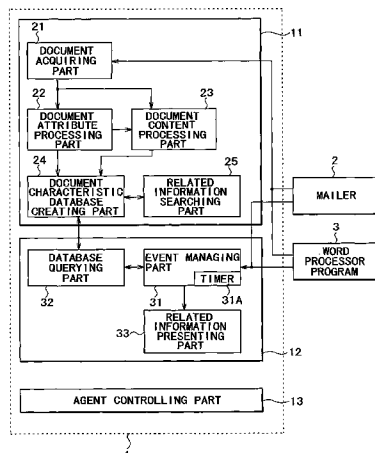 21
11
DOCUMENT
ACQUIRING
PART
22
23
DOCUMENT
ATTRIBUTE
PROCESSING
PART
DOCUMENT
CONTENT
PROCESSING
PART
24
25
DOCUMENT
CHARACTERISTIC
DATABASE
CREATING PART
RELATED
INFORMATION
SEARCHING PART
2
MAILER
3
WORD
PROCESSOR
PROGRAM
DATABASE
QUERYING
PART
EVENT MANAGING
PART
TIMER
32
31
31A
33
RELATED
INFORMATION
PRESENTING
PART
12
AGENT CONTROLLING PART
13